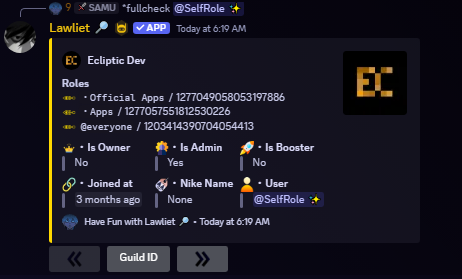 9 SAMU *fullcheck @SelfRole ✨
Lawliet 🔎 ✓ APP Today at 6:19 AM
Ecliptic Dev
EC
Roles
・Official Apps / 1277049058053197886
・Apps / 1277057551812530226
@everyone / 1203414390704054413
・Is Owner ・Is Admin ・Is Booster
No Yes No
・Joined at ・Nike Name ・User
3 months ago None @SelfRole ✨
Have Fun with Lawliet 🔎 • Today at 6:19 AM
« Guild ID »